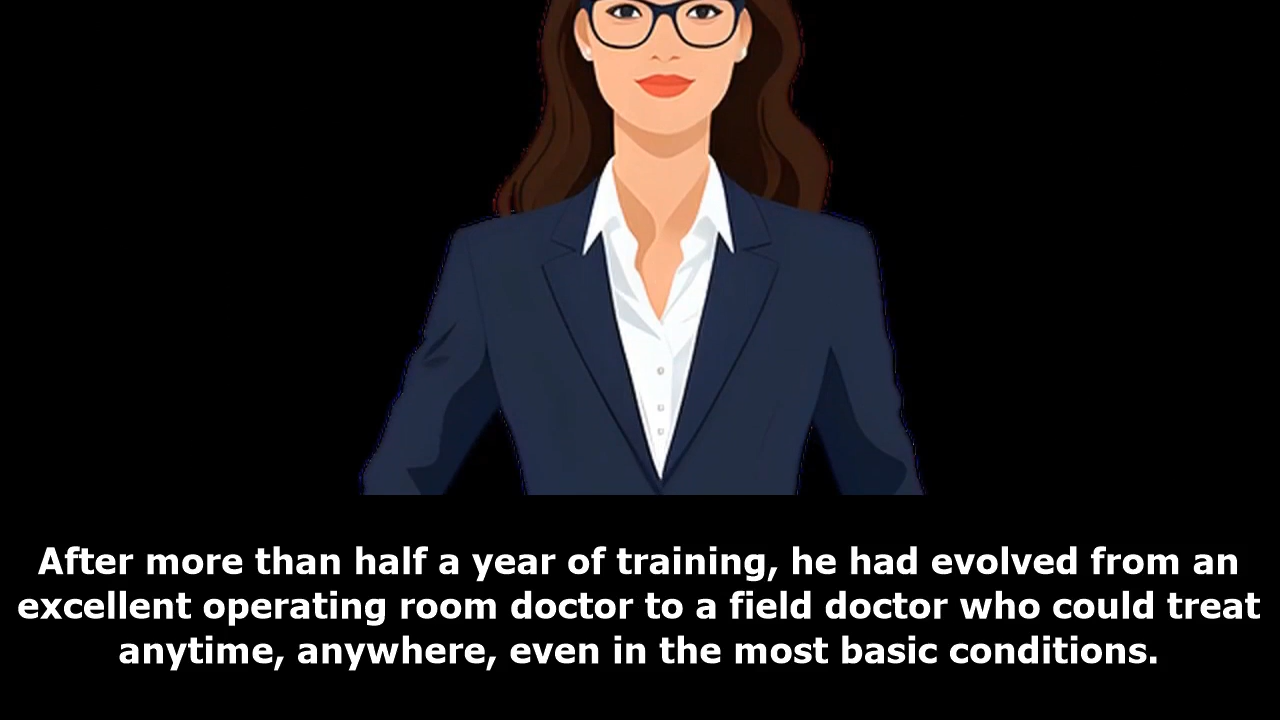 After more than half a year of training, he had evolved from an
excellent operating room doctor to a field doctor who could treat
anytime, anywhere, even in the most basic conditions.